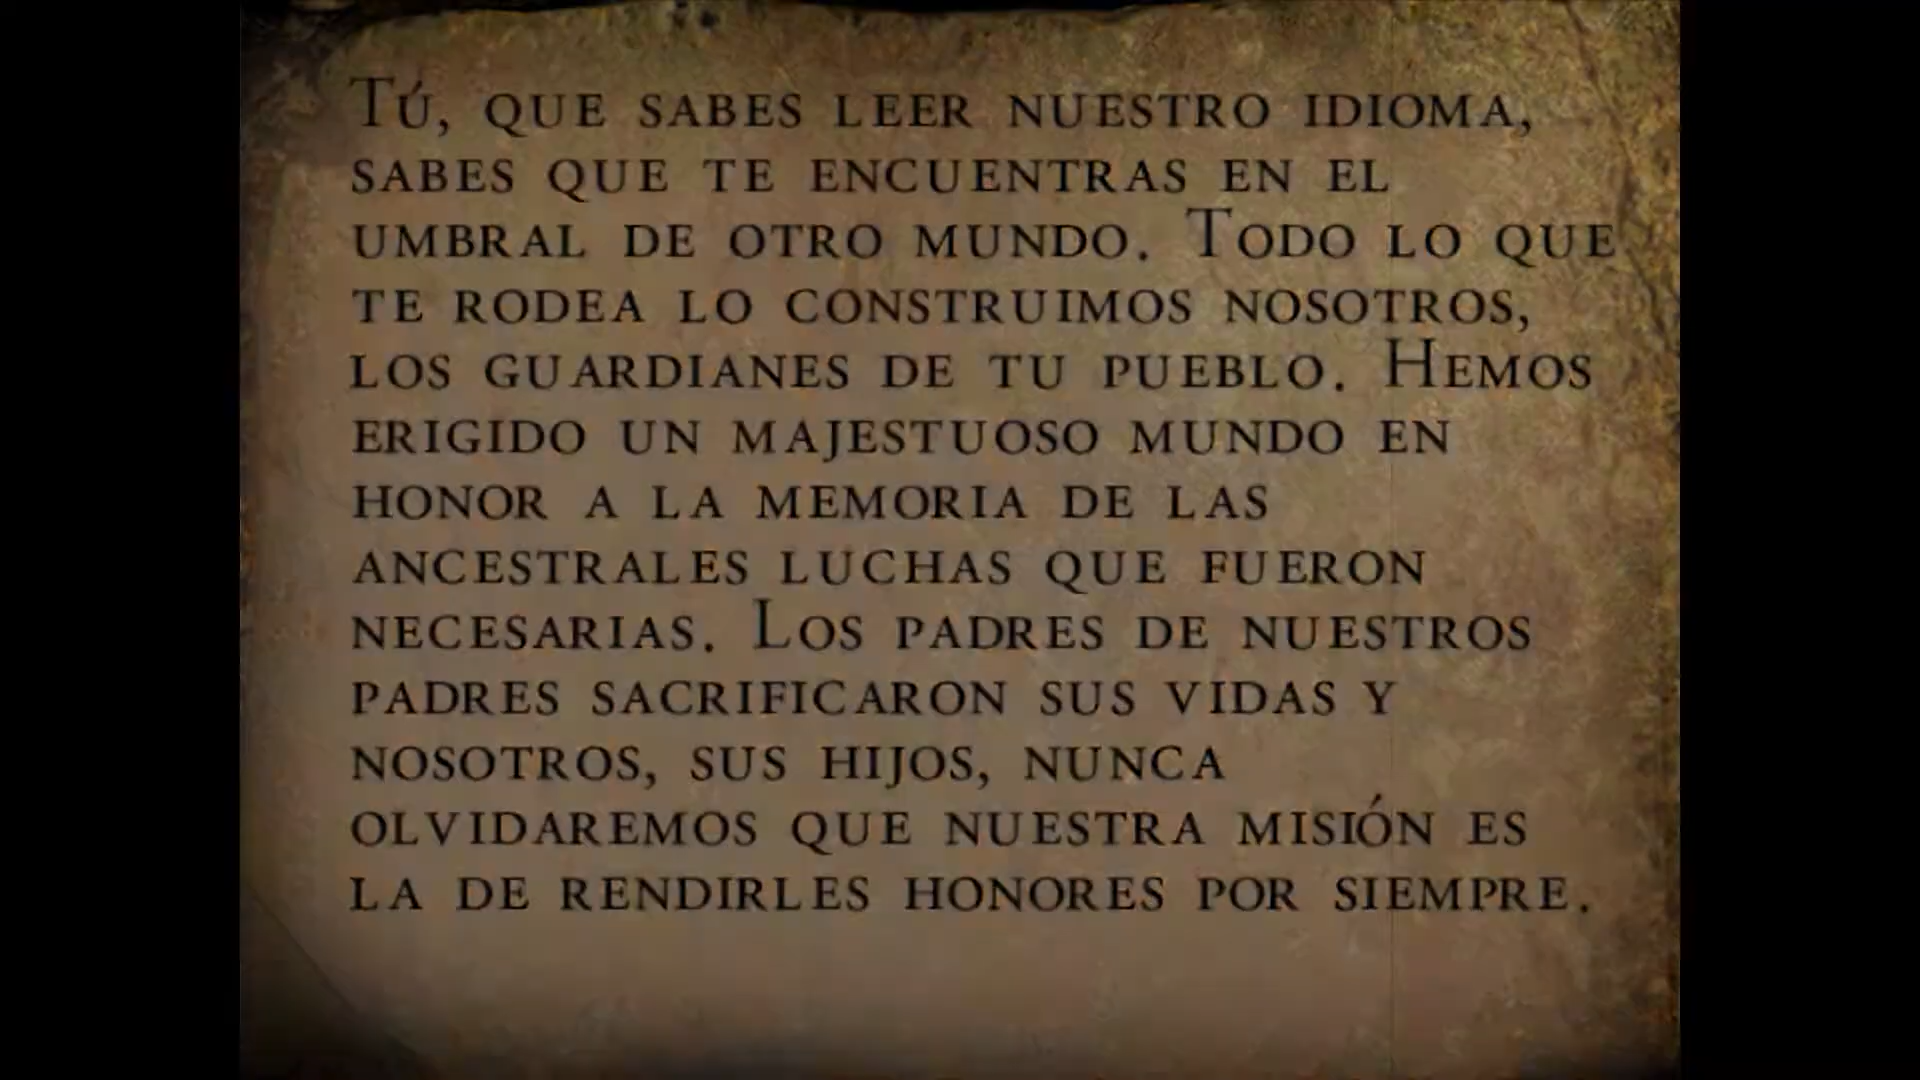 Tú, que sabes leer nuestro idioma,
sabes que te encuentras en el
umbral de otro mundo. Todo lo que
te rodea lo construimos nosotros,
los guardianes de tu pueblo. Hemos
erigido un majestuoso mundo en
honor a la memoria de las
ancestrales luchas que fueron
necesarias. Los padres de nuestros
padres sacrificaron sus vidas y
nosotros, sus hijos, nunca
olvidaremos que nuestra misión es
la de rendirles honores por siempre.